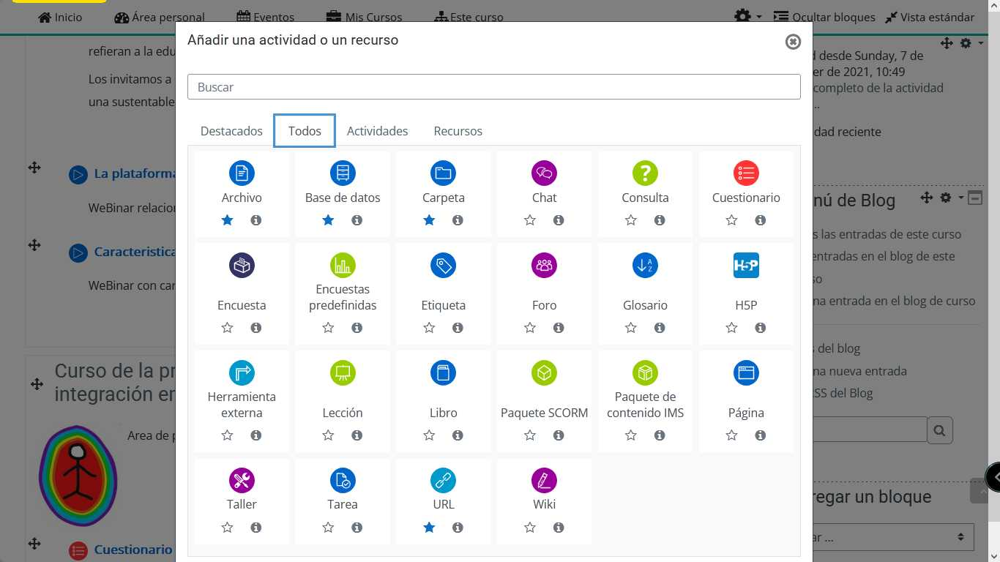 Inicio
Área personal
Eventos
Mis Cursos
Este curso
Ocultar bloques
Vista estándar
Añadir una actividad o un recurso
Buscar
Destacados
Todos
Actividades
Recursos
Archivo
Base de datos
Carpeta
Chat
Consulta
Cuestionario
Encuesta
Encuestas
predefinidas
Etiqueta
Foro
Glosario
H5P
Herramienta
externa
Lección
Libro
Paquete SCORM
Paquete de
contenido IMS
Página
Taller
Tarea
URL
Wiki
refieran a la edu
Los invitamos a
una sustentable
La plataforma
WeBinar relacion
Caracteristica
WeBinar con car
Curso de la pr
integración en
Area de p
Cuestionario
d desde Sunday, 7 de
er de 2021, 10:49
completo de la actividad
...
dad reciente
nú de Blog
s las entradas de este curso
entradas en el blog de este
so
na entrada en el blog de curso
s del blog
na nueva entrada
SS del Blog
regar un bloque
ar ...